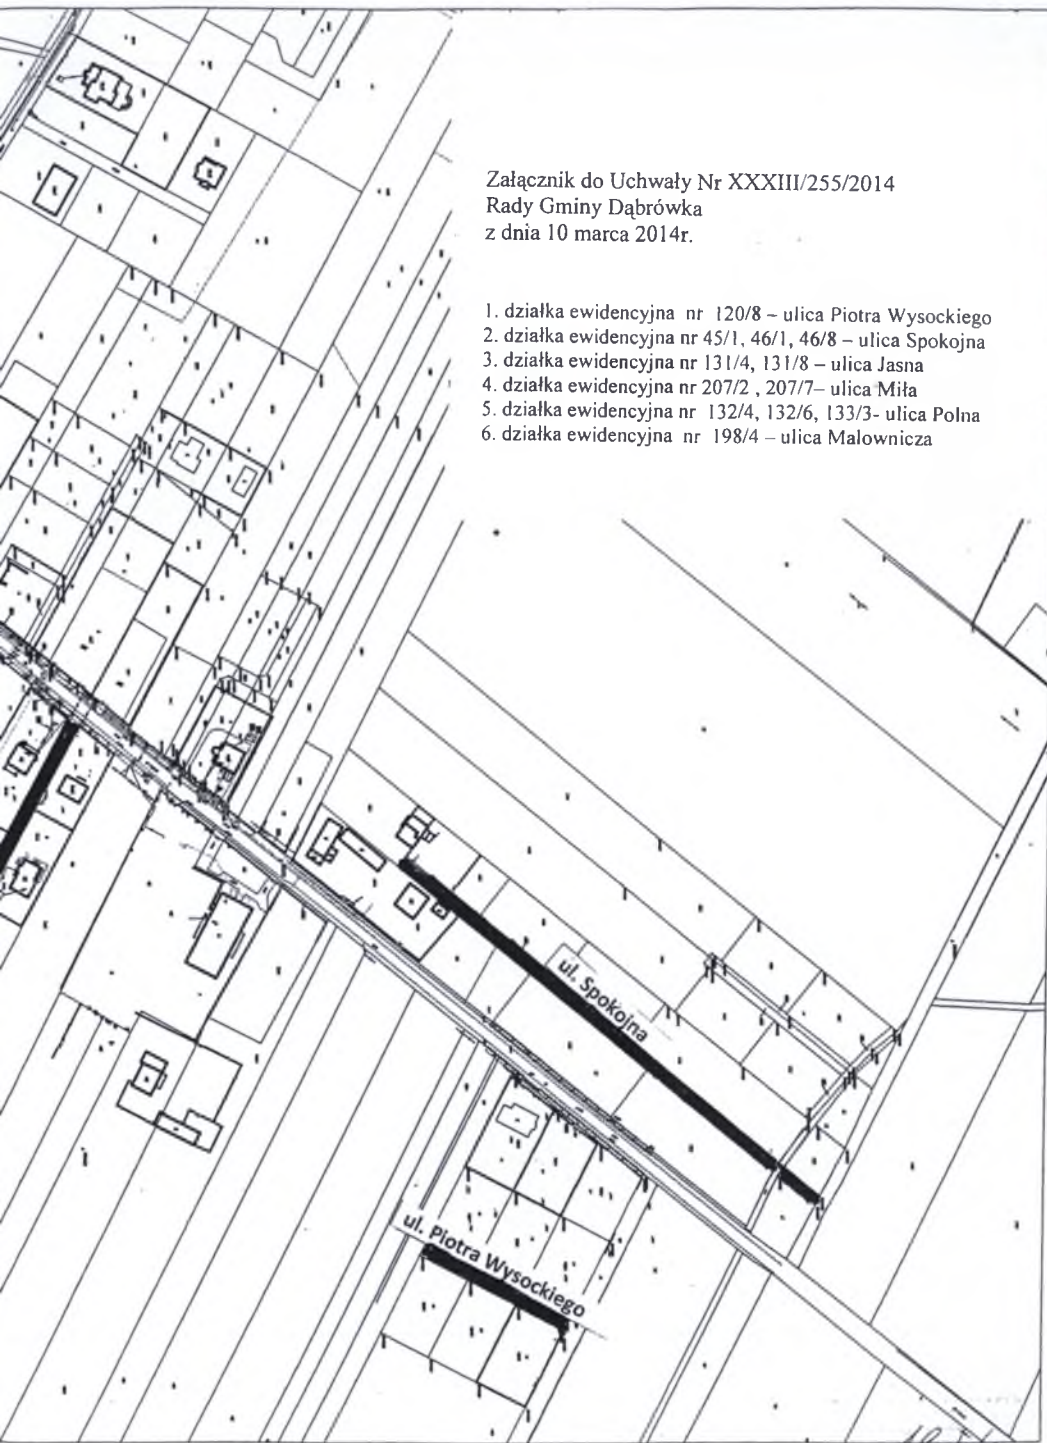 Załącznik do Uchwały Nr XXXIII/255/2014
Rady Gminy Dąbrówka
z dnia 10 marca 2014r.
1. działka ewidencyjna nr 120/8 – ulica Piotra Wysockiego
2. działka ewidencyjna nr 45/1, 46/1, 46/8 – ulica Spokojna
3. działka ewidencyjna nr 131/4, 131/8 – ulica Jasna
4. działka ewidencyjna nr 207/2 , 207/7– ulica Miła
5. działka ewidencyjna nr 132/4, 132/6, 133/3- ulica Polna
6. działka ewidencyjna nr 198/4 – ulica Malownicza
ul. Spokojna
ul. Piotra Wysockiego